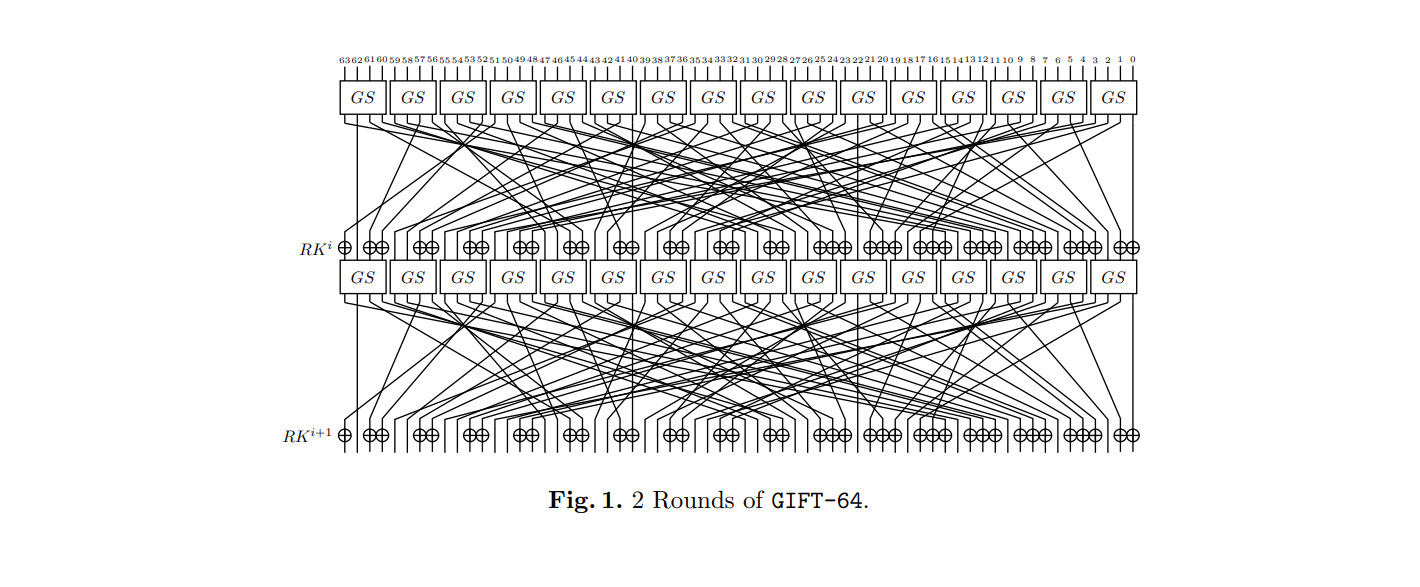 63 62 61 60 59 58 57 56 55 54 53 52 51 50 49 48 47 46 45 44 43 42 41 40 39 38 37 36 35 34 33 32 31 30 29 28 27 26 25 24 23 22 21 20 19 18 17 16 15 14 13 12 11 10 9 8 7 6 5 4 3 2 1 0
GS GS GS GS GS GS GS GS GS GS GS GS GS GS GS GS
RK^i
GS GS GS GS GS GS GS GS GS GS GS GS GS GS GS GS
RK^{i+1}
Fig. 1. 2 Rounds of GIFT-64.